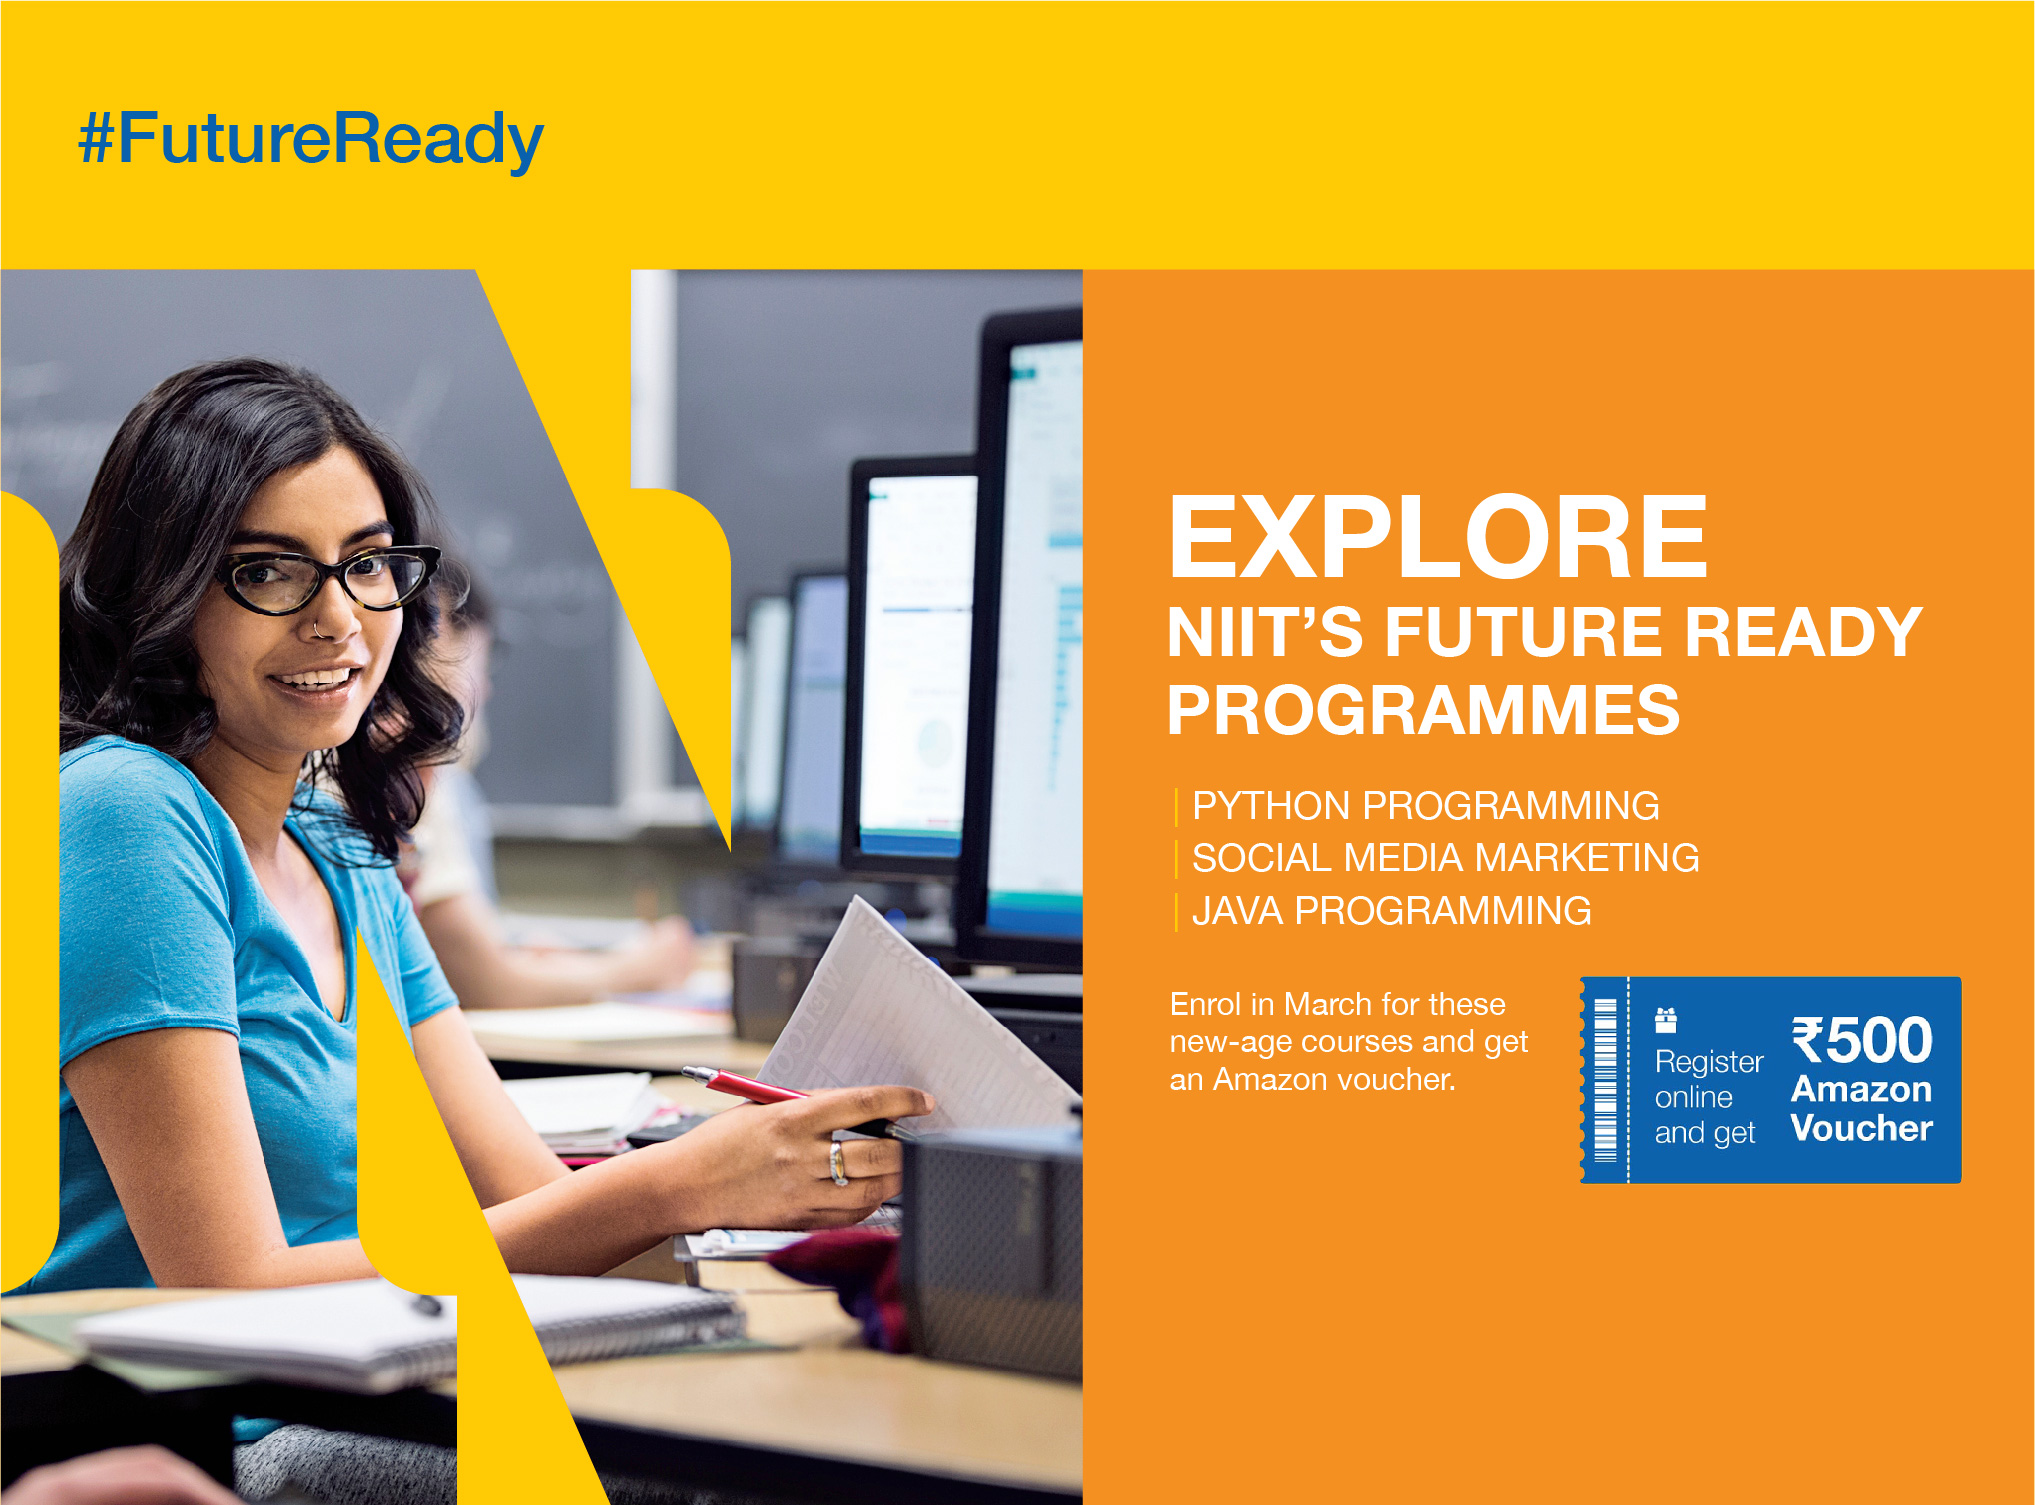 #FutureReady
EXPLORE
NIIT’S FUTURE READY
PROGRAMMES
PYTHON PROGRAMMING
SOCIAL MEDIA MARKETING
JAVA PROGRAMMING
Enrol in March for these
new-age courses and get
an Amazon voucher.
Register
online
and get
₹500
Amazon
Voucher